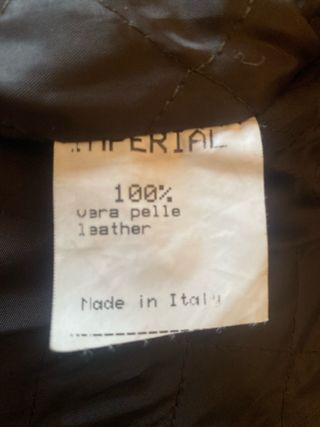 IMPERIAL
100%
vera pelle
leather
Made in Italy